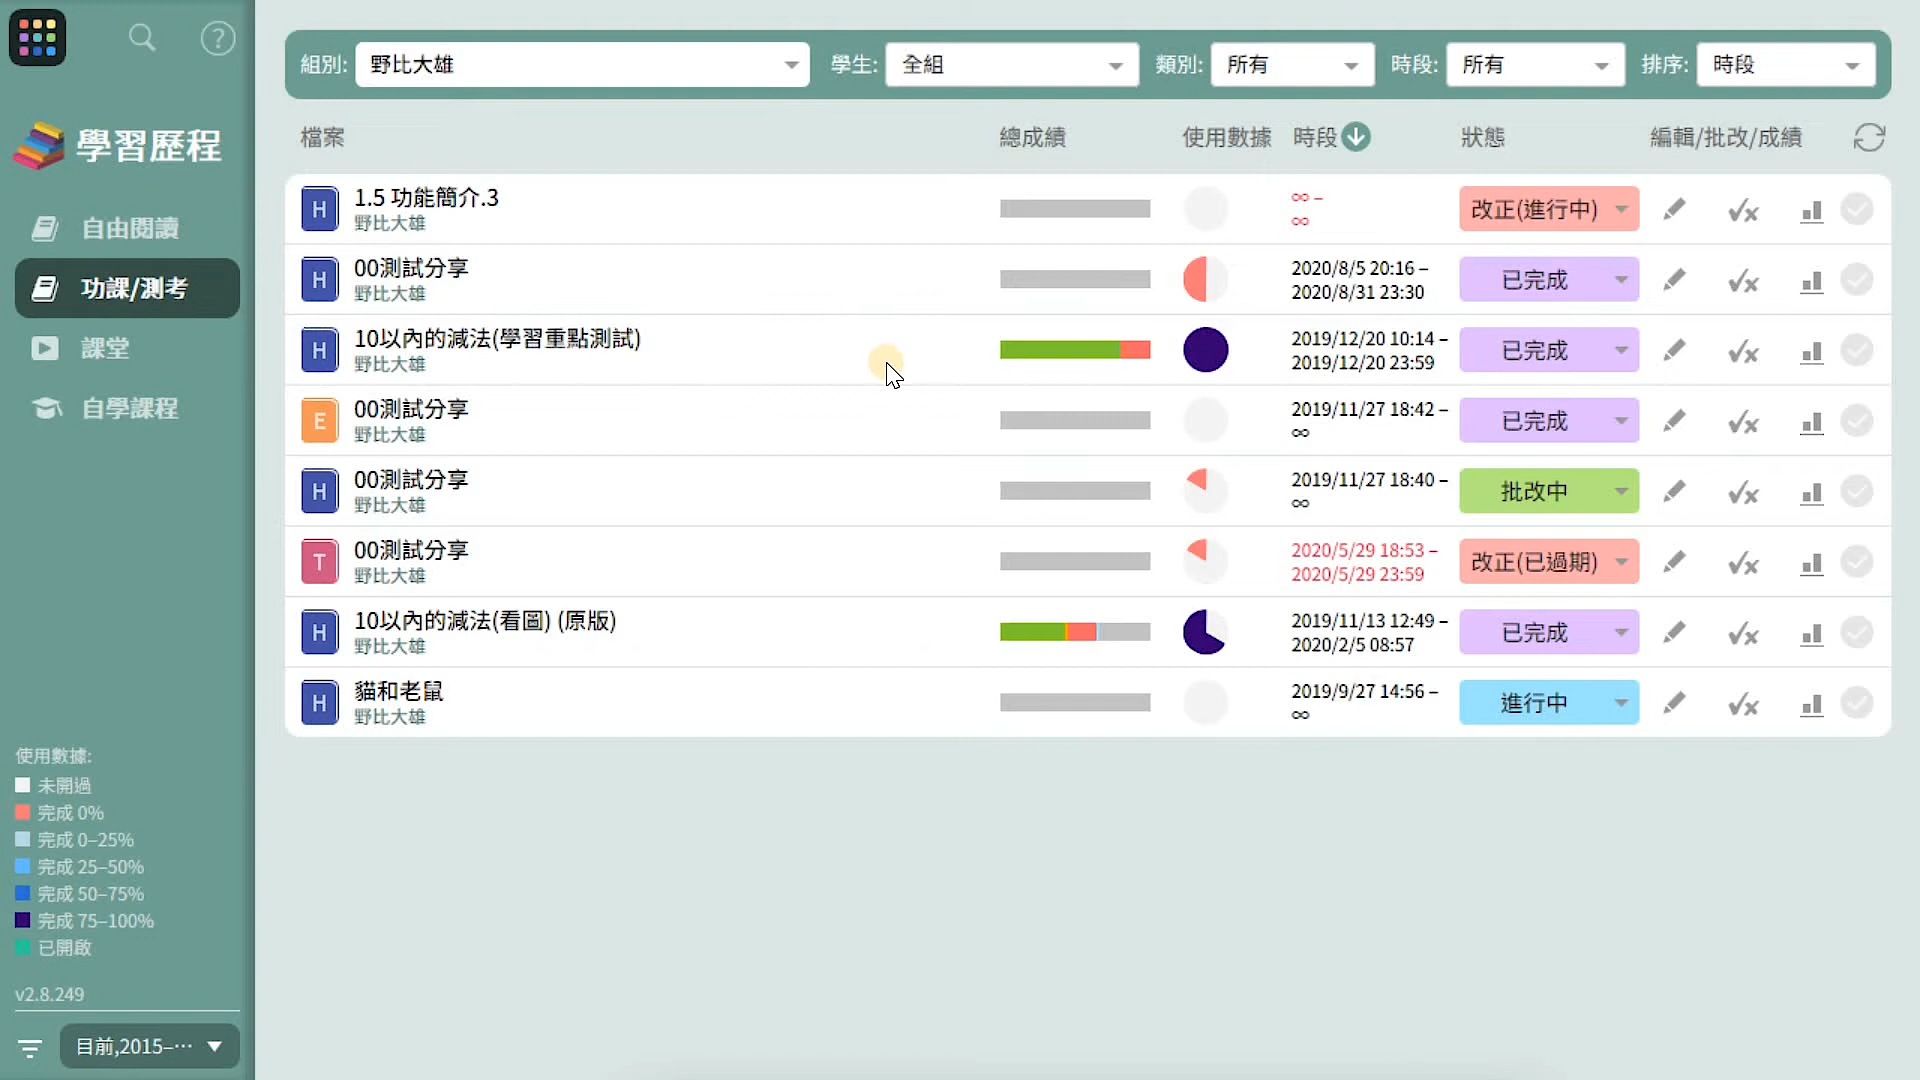 組別: 野比大雄 學生: 全組 類別: 所有 時段: 所有 排序: 時段
學習歷程
自由閱讀
功課/測考
課堂
自學課程
檔案 總成績 使用數據 時段 狀態 編輯/批改/成績
H 1.5 功能簡介.3 ∞ – 改正(進行中)
野比大雄 ∞
H 00測試分享 2020/8/5 20:16 – 已完成
野比大雄 2020/8/31 23:30
H 10以內的減法(學習重點測試) 2019/12/20 10:14 – 已完成
野比大雄 2019/12/20 23:59
E 00測試分享 2019/11/27 18:42 – 已完成
野比大雄 ∞
H 00測試分享 2019/11/27 18:40 – 批改中
野比大雄 ∞
T 00測試分享 2020/5/29 18:53 – 改正(已過期)
野比大雄 2020/5/29 23:59
H 10以內的減法(看圖) (原版) 2019/11/13 12:49 – 已完成
野比大雄 2020/2/5 08:57
H 貓和老鼠 2019/9/27 14:56 – 進行中
野比大雄 ∞
使用數據:
未開過
完成 0%
完成 0–25%
完成 25–50%
完成 50–75%
完成 75–100%
已開啟
v2.8.249
目前,2015–···